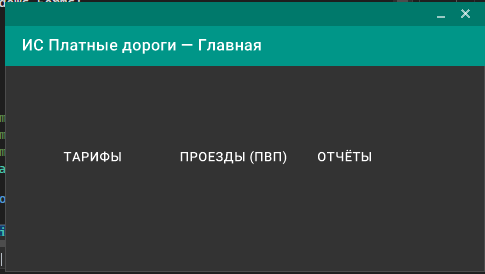 ИС Платные дороги — Главная
ТАРИФЫ ПРОЕЗДЫ (ПВП) ОТЧЁТЫ